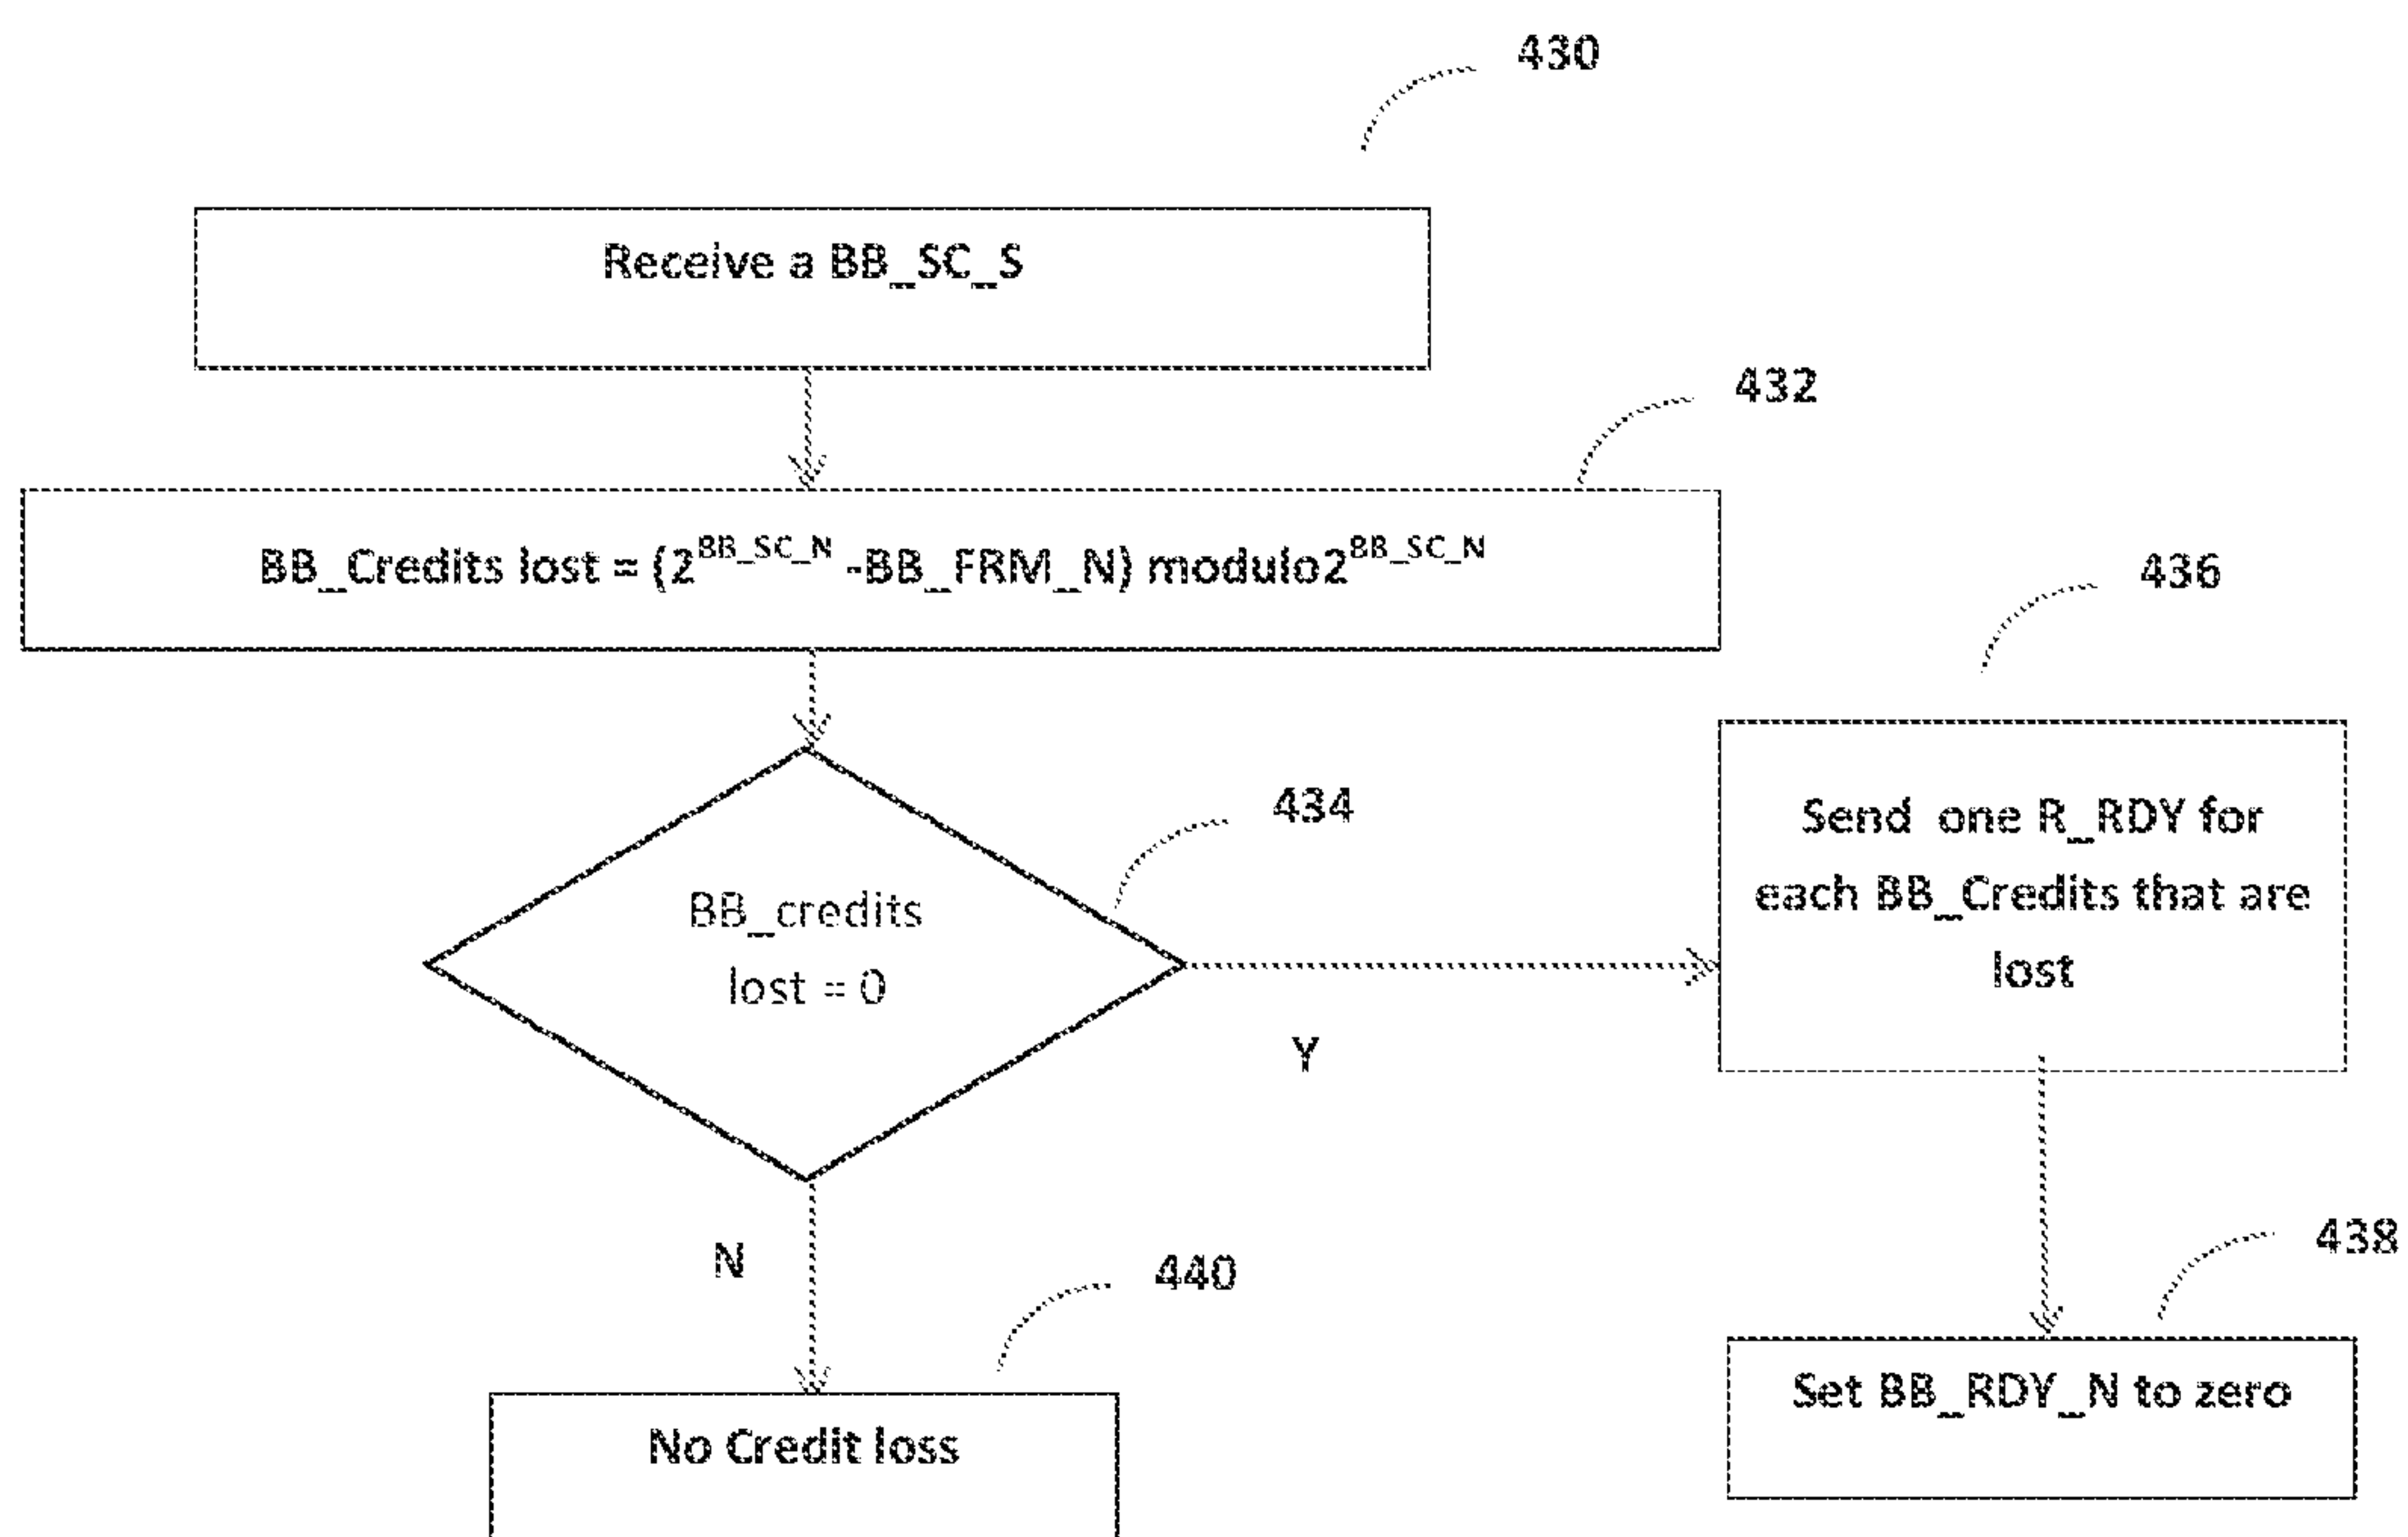 430
Receive a BB_SC_S
432
BB_Credits lost = (2^BB_SC_N -BB_FRM_N) modulo2^BB_SC_N
436
434
Send one R_RDY for
each BB_Credits that are
lost
BB_credits
lost = 0
Y
N
440
438
Set BB_RDY_N to zero
No Credit loss